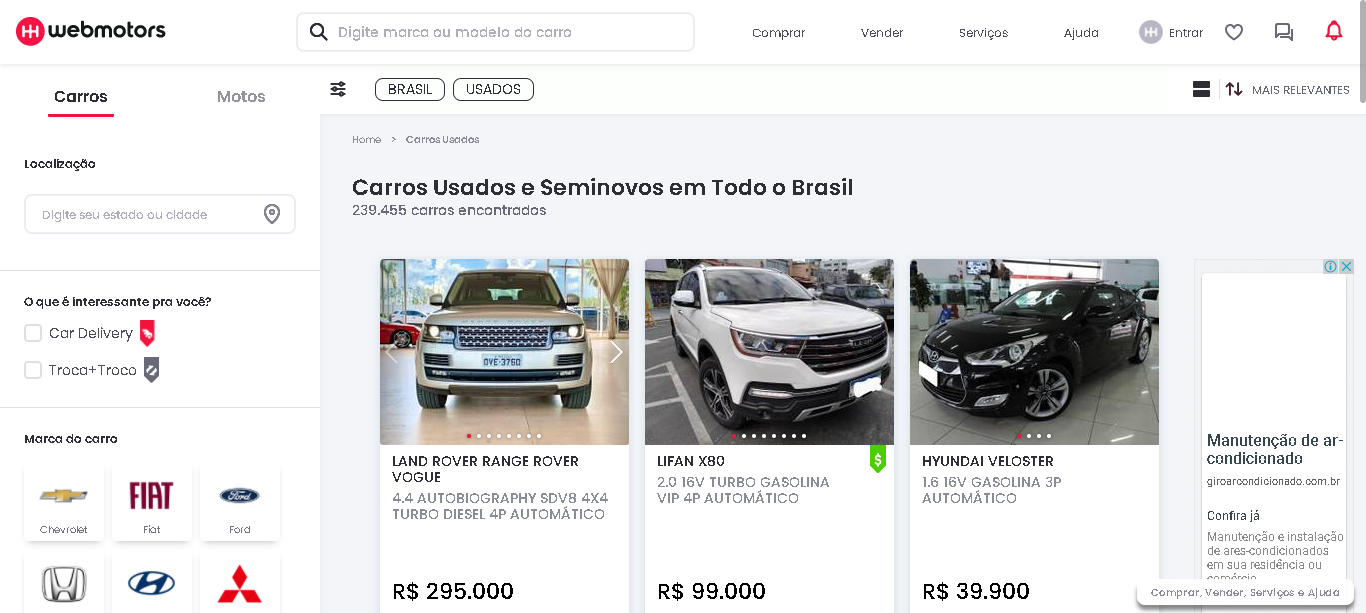 webmotors
Digite marca ou modelo do carro
Comprar
Vender
Serviços
Ajuda
Entrar
Carros
Motos
BRASIL
USADOS
MAIS RELEVANTES
Localização
Digite seu estado ou cidade
O que é interessante pra você?
Car Delivery
Troca+Troco
Marca do carro
FIAT
Ford
Chevrolet
Fiat
Ford
Home > Carros Usados
Carros Usados e Seminovos em Todo o Brasil
239.455 carros encontrados
OVE·3760
LAND ROVER RANGE ROVER
VOGUE
4.4 AUTOBIOGRAPHY SDV8 4X4
TURBO DIESEL 4P AUTOMÁTICO
R$ 295.000
$
LIFAN X80
2.0 16V TURBO GASOLINA
VIP 4P AUTOMÁTICO
R$ 99.000
HYUNDAI VELOSTER
1.6 16V GASOLINA 3P
AUTOMÁTICO
R$ 39.900
Manutenção de ar-
condicionado
giroarcondicionado.com.br
Confira já
Manutenção e instalação
de ares-condicionados
em sua residência ou
comércio
Comprar, Vender, Serviços e Ajuda